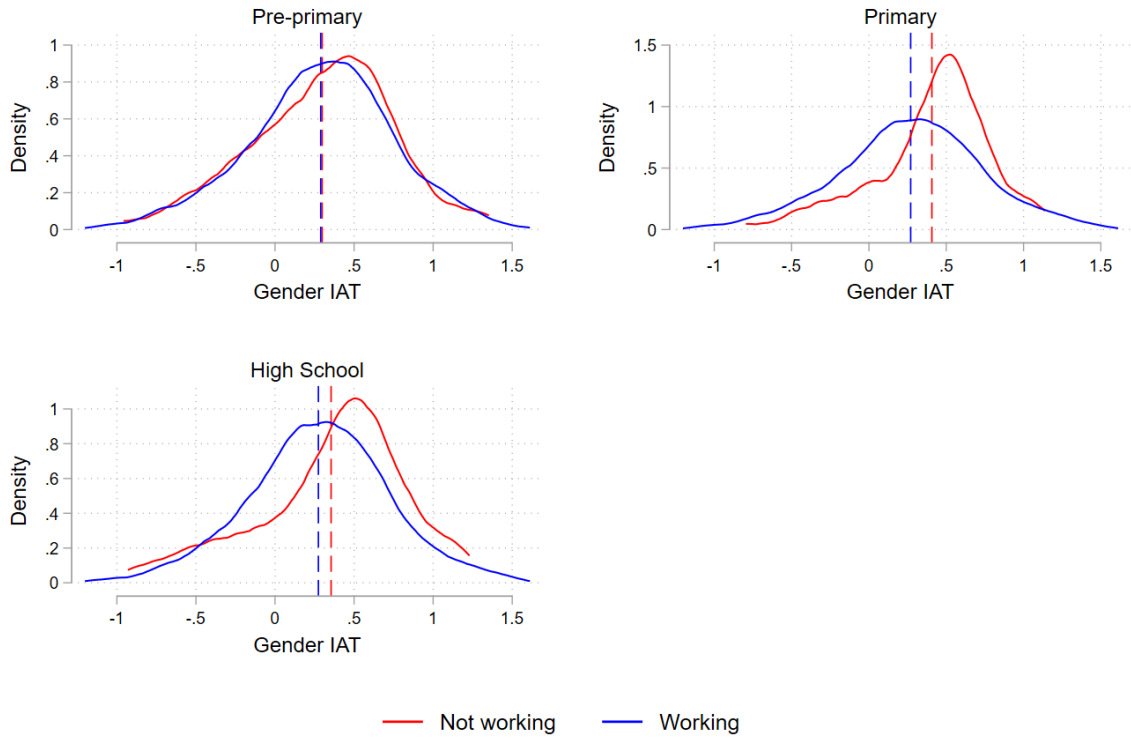 Pre-primary
1
.8
.6
.4
.2
0
Density
-1 -.5 0 .5 1 1.5
Gender IAT
Primary
1.5
1
.5
0
Density
-1 -.5 0 .5 1 1.5
Gender IAT
High School
1
.8
.6
.4
.2
0
Density
-1 -.5 0 .5 1 1.5
Gender IAT
Not working Working